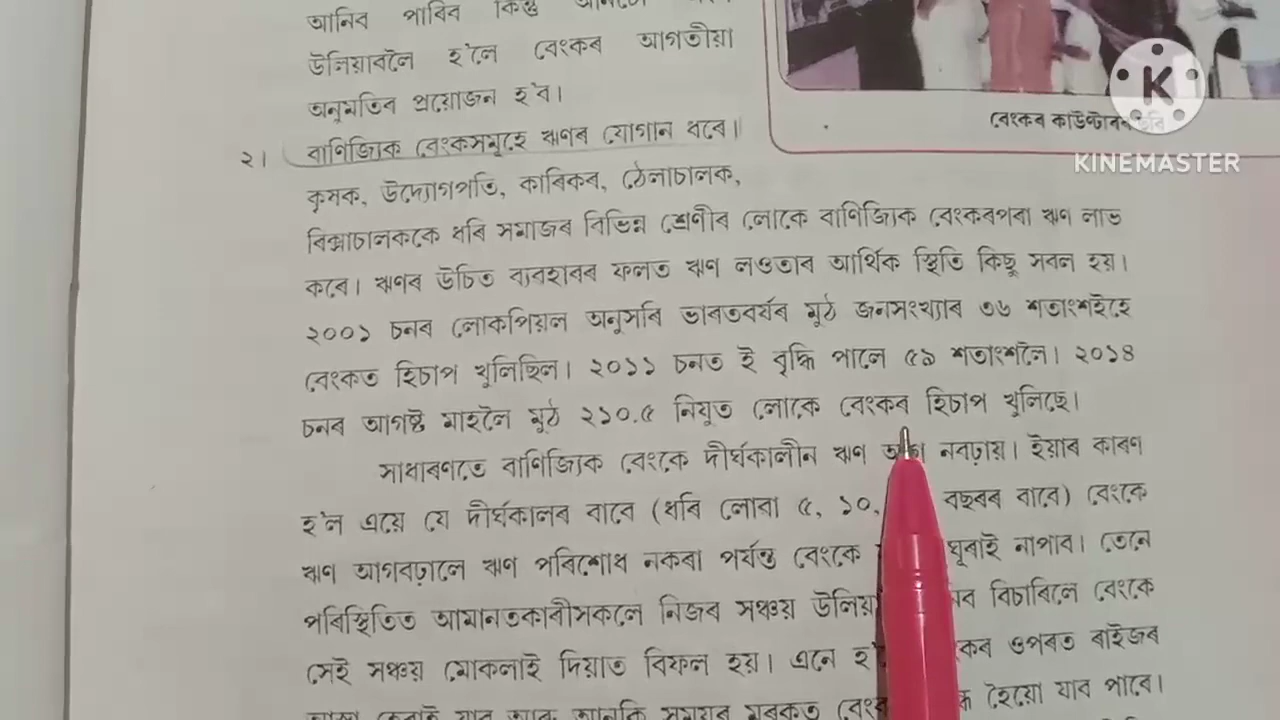 আনিব পাৰিব কিন্তু
উলিয়াবলৈ হ'লে বেংকৰ আগতীয়া
অনুমতিৰ প্ৰয়োজন হ'ব।
বেংকৰ কাউণ্টাৰৰ
KINEMASTER
২। বাণিজ্যিক বেংকসমূহে ঋণৰ যোগান ধৰে।
কৃষক, উদ্যোগপতি, কাৰিকৰ, ঠেলাচালক,
ৰিক্সাচালককে ধৰি সমাজৰ বিভিন্ন শ্ৰেণীৰ লোকে বাণিজ্যিক বেংকৰপৰা ঋণ লাভ
কৰে। ঋণৰ উচিত ব্যৱহাৰৰ ফলত ঋণ লওতাৰ আৰ্থিক স্থিতি কিছু সবল হয়।
২০০১ চনৰ লোকপিয়ল অনুসৰি ভাৰতবৰ্ষৰ মুঠ জনসংখ্যাৰ ৩৬ শতাংশইহে
বেংকত হিচাপ খুলিছিল। ২০১১ চনত ই বৃদ্ধি পালে ৫৯ শতাংশলৈ। ২০১৪
চনৰ আগষ্ট মাহলৈ মুঠ ২১০.৫ নিযুত লোকে বেংকৰ হিচাপ খুলিছে।
সাধাৰণতে বাণিজ্যিক বেংকে দীৰ্ঘকালীন ঋণ নবঢ়ায়। ইয়াৰ কাৰণ
হ'ল এয়ে যে দীৰ্ঘকালৰ বাবে (ধৰি লোৱা ৫, ১০, বছৰৰ বাবে) বেংকে
ঋণ আগবঢ়ালে ঋণ পৰিশোধ নকৰা পৰ্যন্ত বেংকে ঘূৰাই নাপাব। তেনে
পৰিস্থিতিত আমানতকাৰীসকলে নিজৰ সঞ্চয় বিচাৰিলে বেংকে
সেই সঞ্চয় মোকলাই দিয়াত বিফল হয়। এনে ওপৰত ৰাইজৰ
হৈয়ো যাব পাৰে।